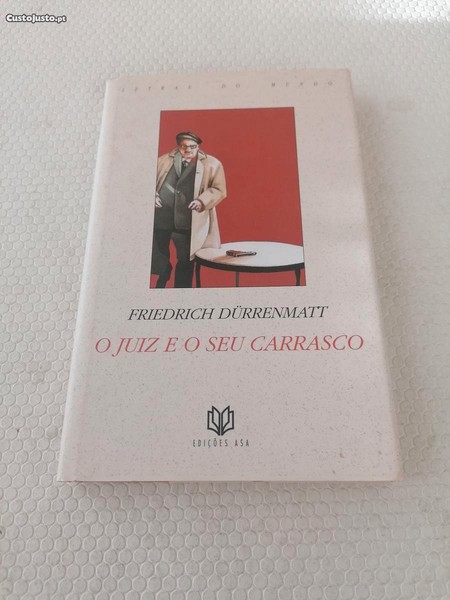 CustoJusto.pt
LETRAS DO MUNDO
FRIEDRICH DÜRRENMATT
O JUIZ E O SEU CARRASCO
EDIÇÕES ASA